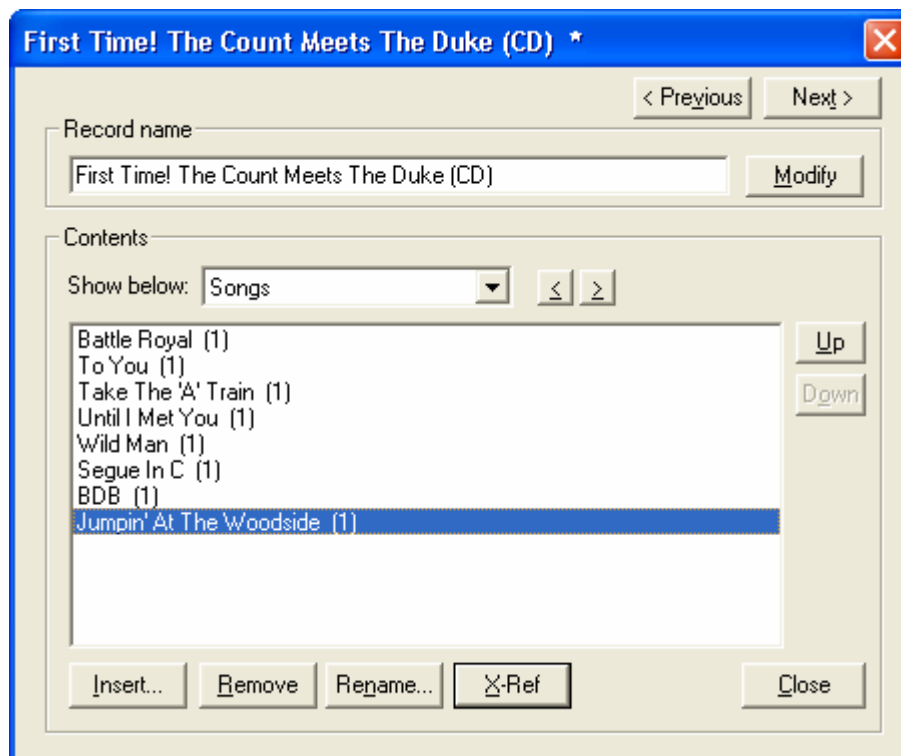 First Time! The Count Meets The Duke (CD) *
< Previous Next >
Record name
First Time! The Count Meets The Duke (CD) Modify
Contents
Show below: Songs < >
Battle Royal (1)
To You (1)
Take The 'A' Train (1)
Until I Met You (1)
Wild Man (1)
Segue In C (1)
BDB (1)
Jumpin' At The Woodside (1)
Up
Down
Insert... Remove Rename... X-Ref Close